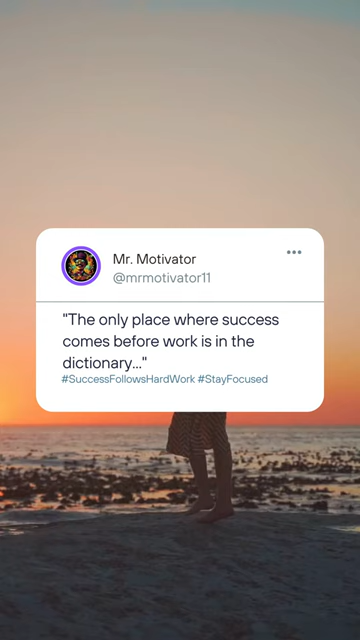 Mr. Motivator
@mrmotivator11
"The only place where success
comes before work is in the
dictionary..."
#SuccessFollowsHardWork #StayFocused